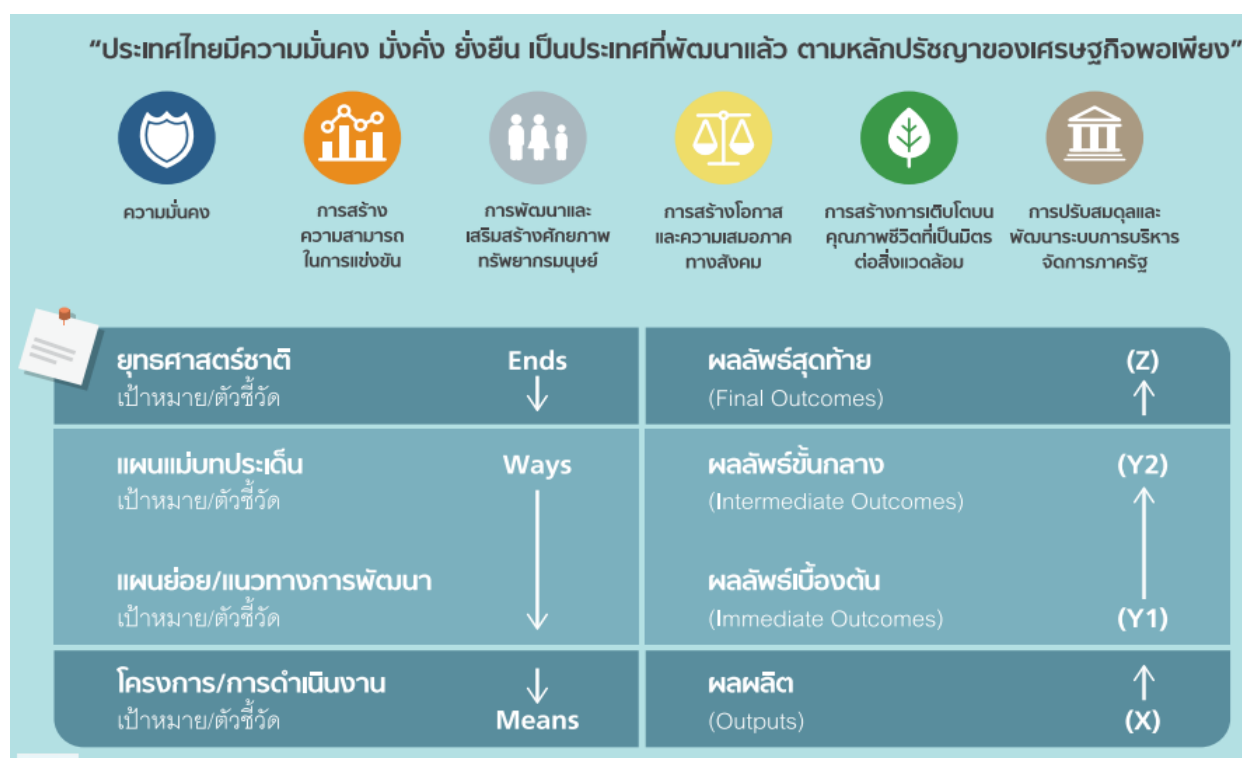 “ประเทศไทยมีความมั่นคง มั่งคั่ง ยั่งยืน เป็นประเทศที่พัฒนาแล้ว ตามหลักปรัชญาของเศรษฐกิจพอเพียง”
ความมั่นคง
การสร้าง
ความสามารถ
ในการแข่งขัน
การพัฒนาและ
เสริมสร้างศักยภาพ
ทรัพยากรมนุษย์
การสร้างโอกาส
และความเสมอภาค
ทางสังคม
การสร้างการเติบโตบน
คุณภาพชีวิตที่เป็นมิตร
ต่อสิ่งแวดล้อม
การปรับสมดุลและ
พัฒนาระบบการบริหาร
จัดการภาครัฐ
ยุทธศาสตร์ชาติ Ends ผลลัพธ์สุดท้าย (Z)
เป้าหมาย/ตัวชี้วัด (Final Outcomes)
แผนแม่บทประเด็น Ways ผลลัพธ์ขั้นกลาง (Y2)
เป้าหมาย/ตัวชี้วัด (Intermediate Outcomes)
แผนย่อย/แนวทางการพัฒนา ผลลัพธ์เบื้องต้น
เป้าหมาย/ตัวชี้วัด (Immediate Outcomes) (Y1)
โครงการ/การดำเนินงาน ผลผลิต
เป้าหมาย/ตัวชี้วัด Means (Outputs) (X)